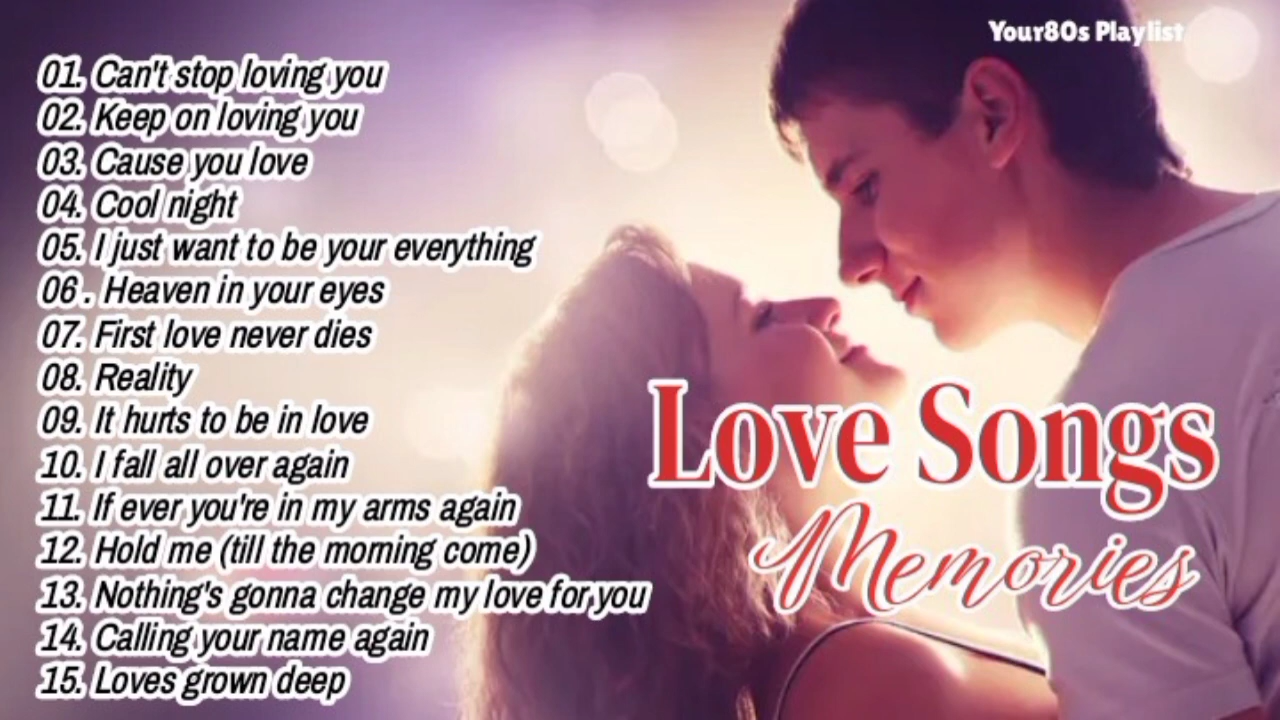 Your80s Playlist
01. Can't stop loving you
02. Keep on loving you
03. Cause you love
04. Cool night
05. I just want to be your everything
06 . Heaven in your eyes
07. First love never dies
08. Reality
09. It hurts to be in love
10. I fall all over again
11. If ever you're in my arms again
12. Hold me (till the morning come)
13. Nothing's gonna change my love for you
14. Calling your name again
15. Loves grown deep
Love Songs
Memories